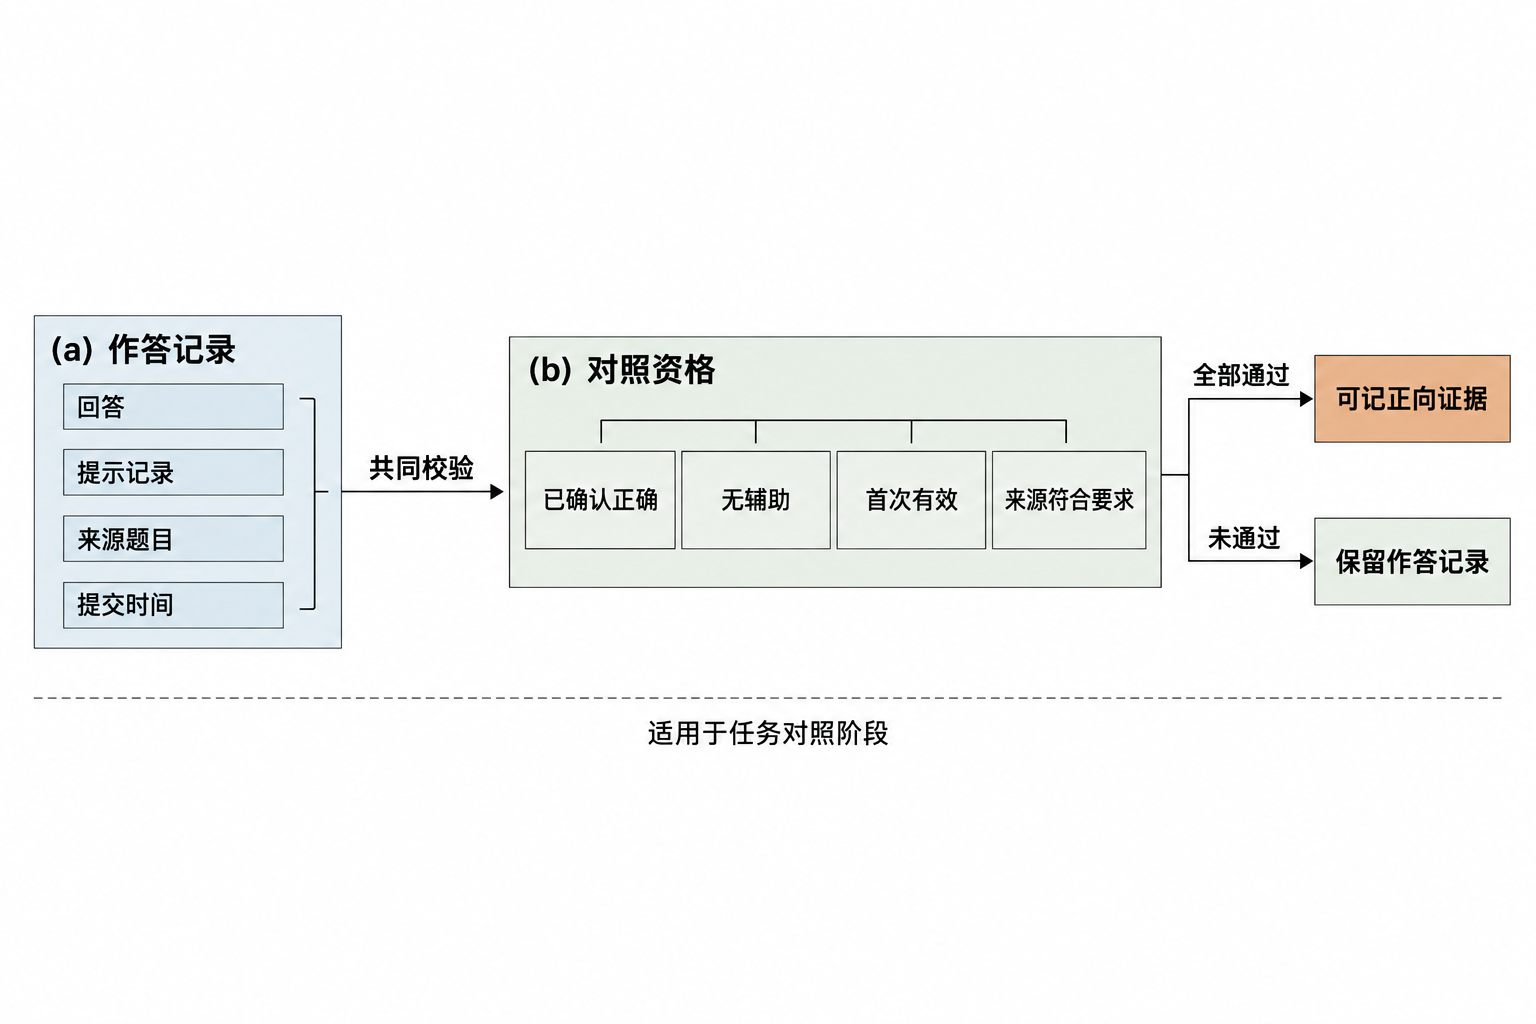 (a) 作答记录
回答
提示记录
来源题目
提交时间
共同校验
(b) 对照资格
已确认正确
无辅助
首次有效
来源符合要求
全部通过
可记正向证据
未通过
保留作答记录
适用于任务对照阶段